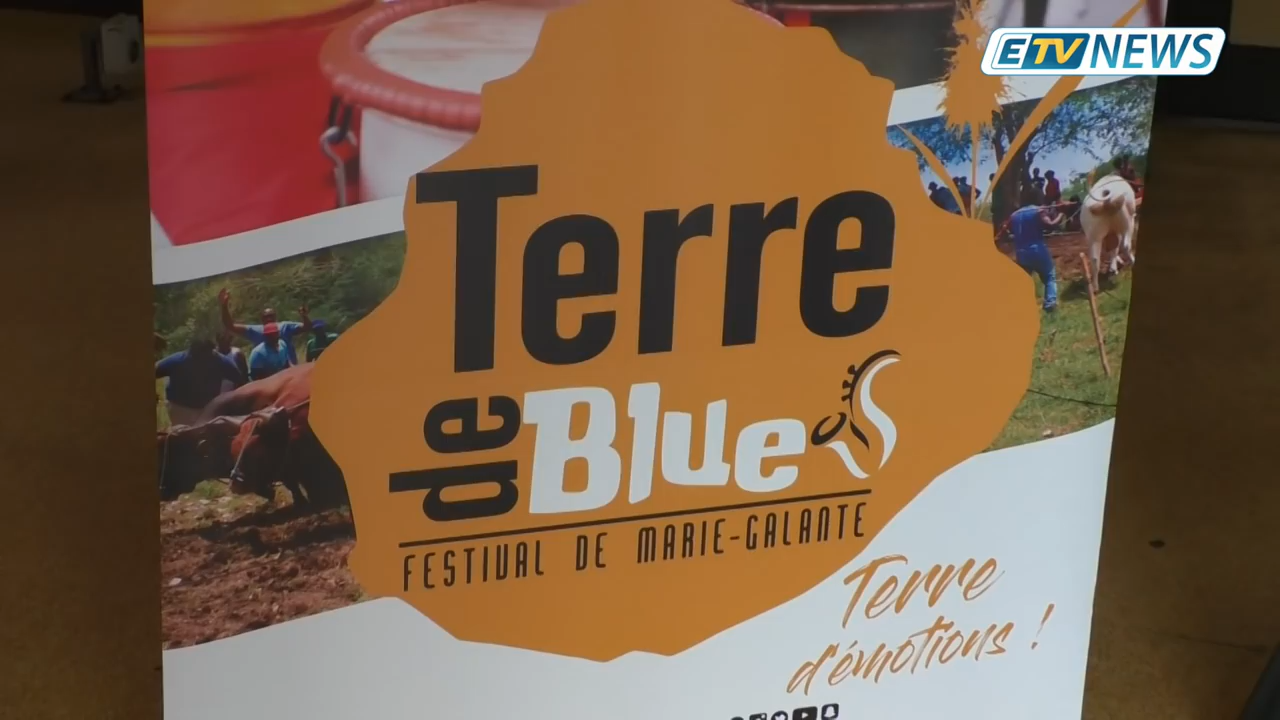 ETV NEWS
Terre
de Blues
FESTIVAL DE MARIE-GALANTE
Terre
d'émotions !